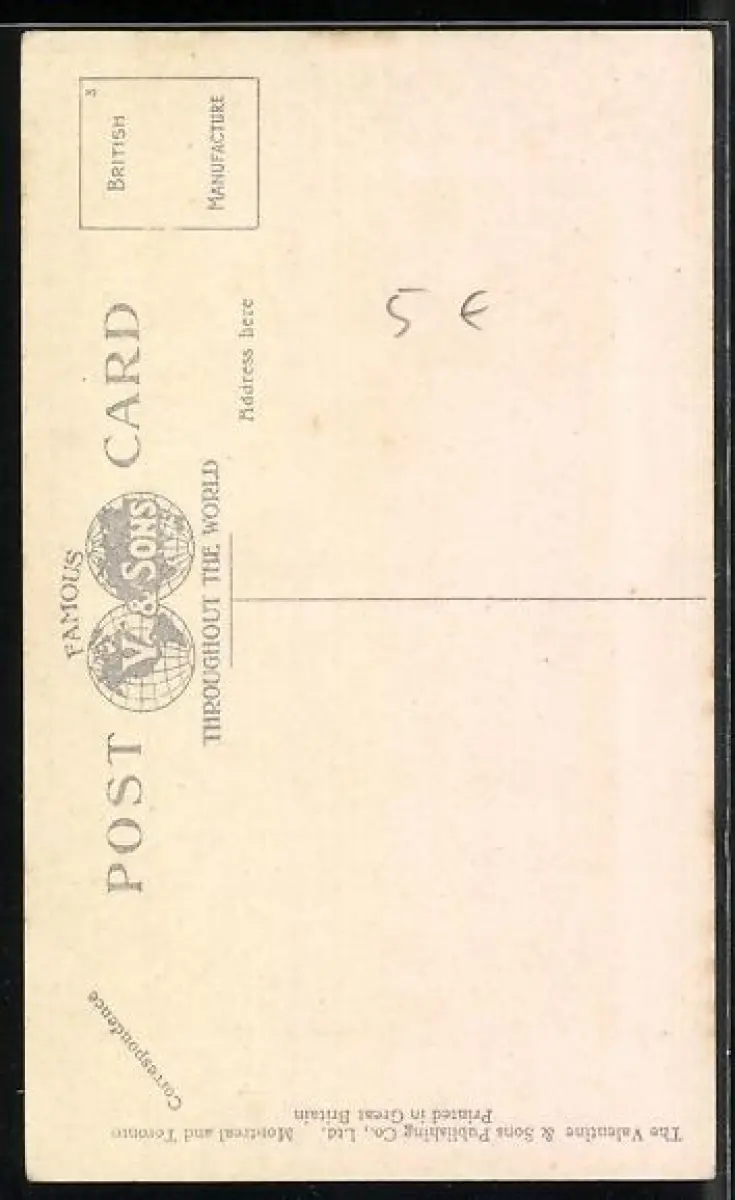 FAMOUS
POST V. & SONS CARD
THROUGHOUT THE WORLD
3
BRITISH
MANUFACTURE
Correspondence
Address here
5 €
The Valentine & Sons Publishing Co., Ltd. Montreal and Toronto
Printed in Great Britain